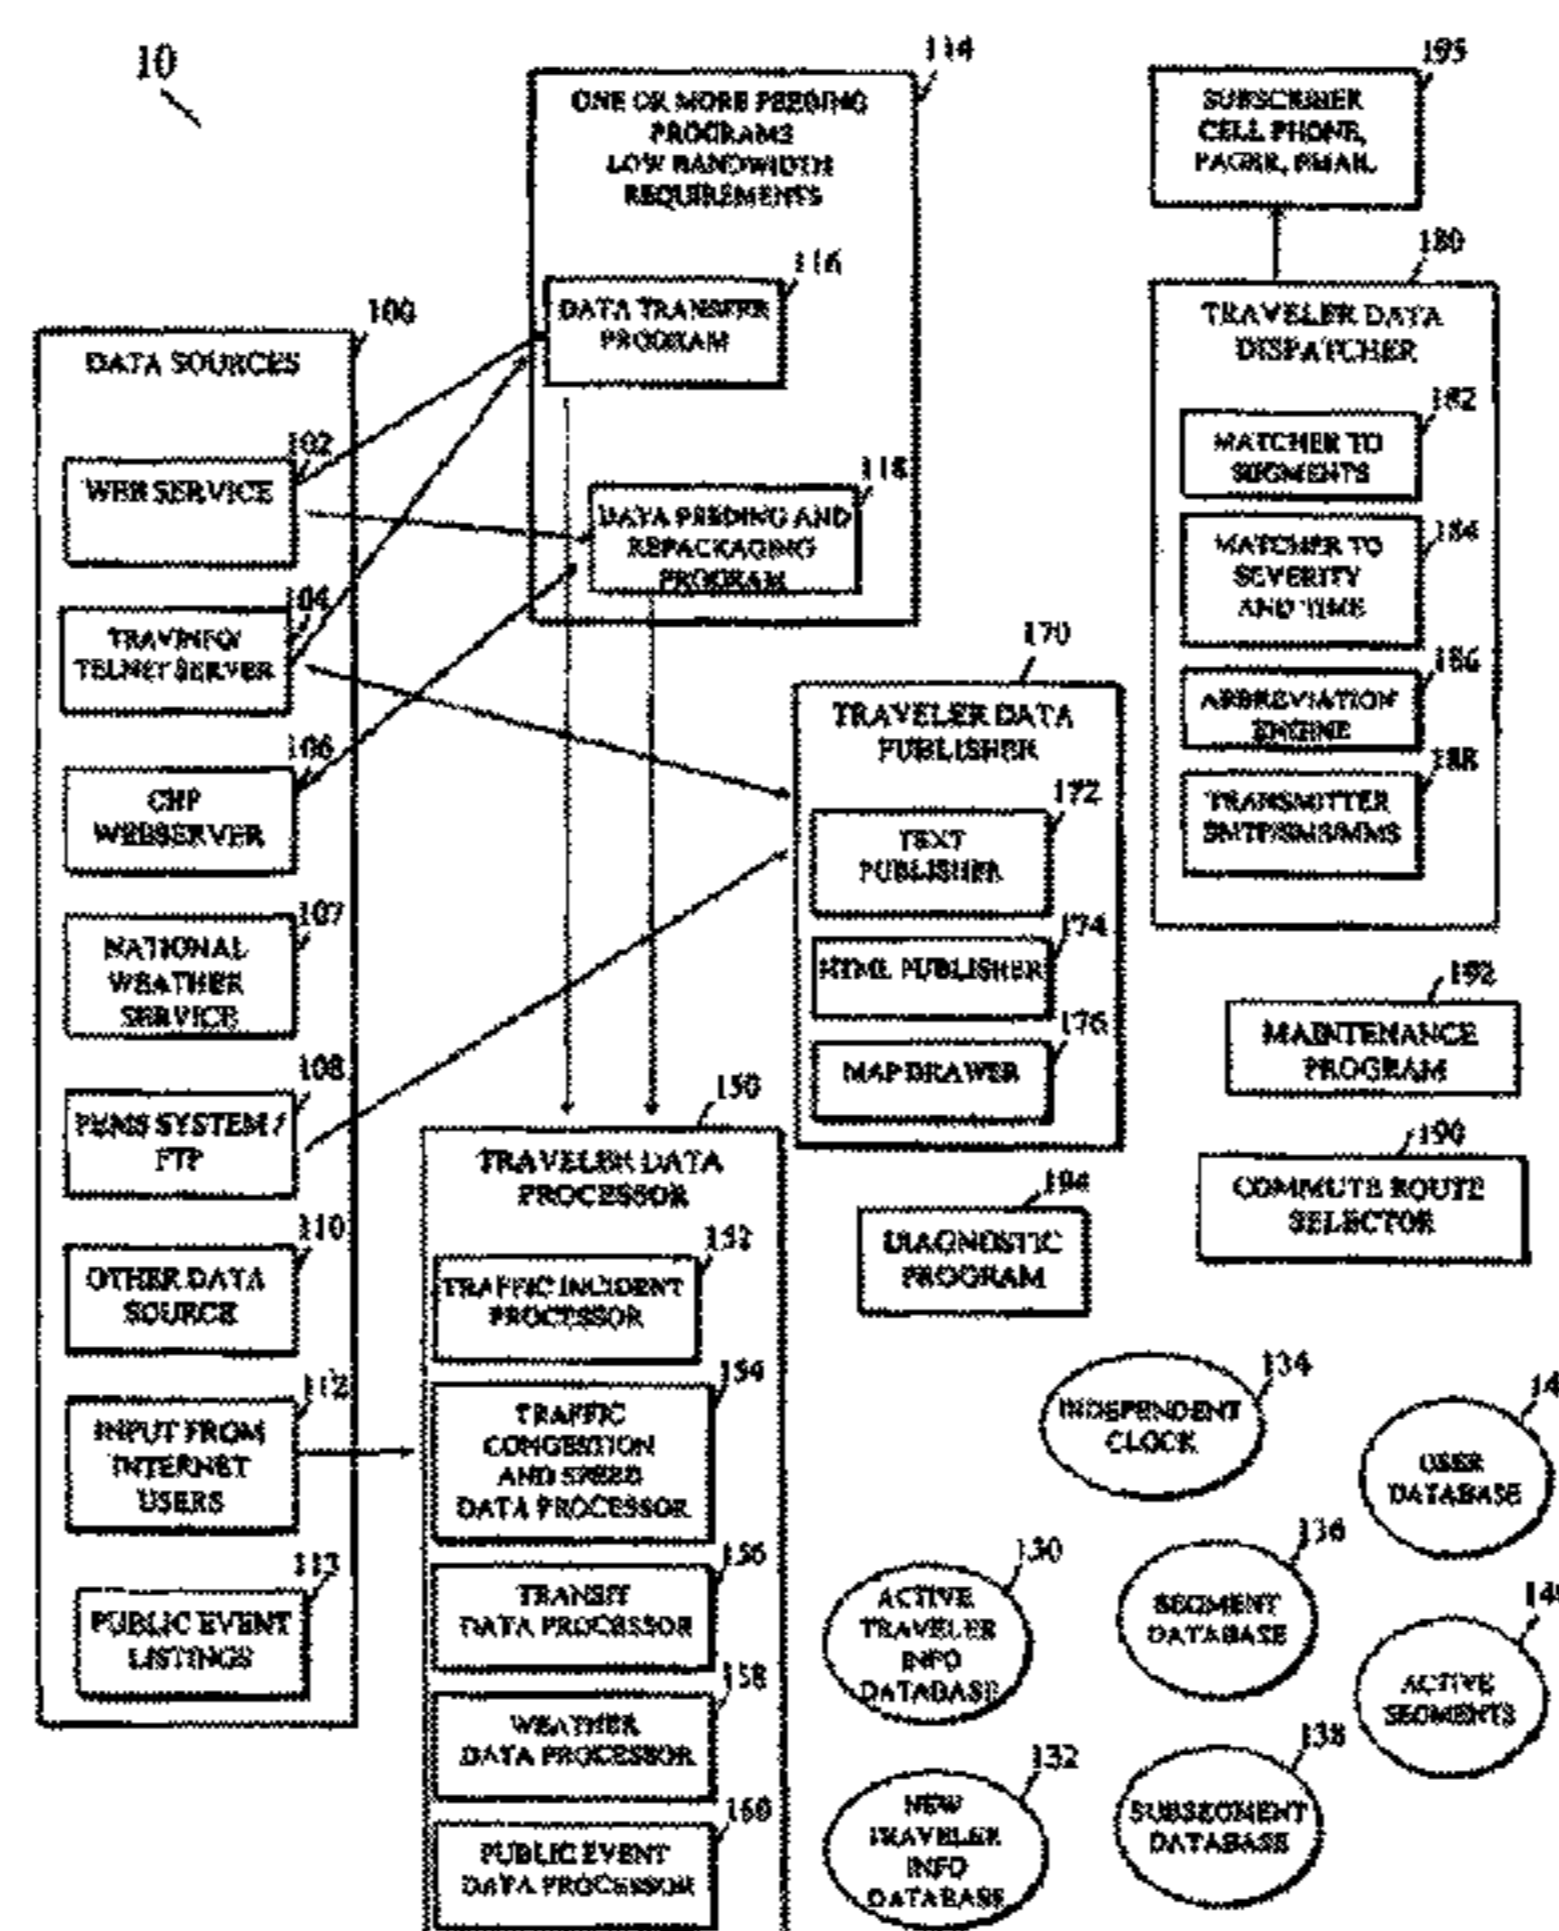 10
114
ONE OR MORE FEEDING
PROGRAMS
LOW BANDWIDTH
REQUIREMENTS
116
DATA TRANSFER
PROGRAM
118
DATA FEEDING AND
REPACKAGING
PROGRAM
195
SUBSCRIBER
CELL PHONE,
PAGER, EMAIL
180
TRAVELER DATA
DISPATCHER
182
MATCHER TO
SEGMENTS
184
MATCHER TO
SEVERITY
AND TIME
186
ABBREVIATION
ENGINE
188
TRANSMITTER
SMTP/SMS/MMS
100
DATA SOURCES
102
WEB SERVICE
104
TRAVINFO/
TELNET SERVER
106
CHP
WEBSERVER
107
NATIONAL
WEATHER
SERVICE
108
PEMS SYSTEM /
FTP
110
OTHER DATA
SOURCE
112
INPUT FROM
INTERNET
USERS
113
PUBLIC EVENT
LISTINGS
170
TRAVELER DATA
PUBLISHER
172
TEXT
PUBLISHER
174
HTML PUBLISHER
176
MAP DRAWER
150
TRAVELER DATA
PROCESSOR
152
TRAFFIC INCIDENT
PROCESSOR
154
TRAFFIC
CONGESTION
AND SPEED
DATA PROCESSOR
156
TRANSIT
DATA PROCESSOR
158
WEATHER
DATA PROCESSOR
160
PUBLIC EVENT
DATA PROCESSOR
192
MAINTENANCE
PROGRAM
190
COMMUTE ROUTE
SELECTOR
194
DIAGNOSTIC
PROGRAM
134
INDEPENDENT
CLOCK
USER
DATABASE
130
ACTIVE
TRAVELER
INFO
DATABASE
136
SEGMENT
DATABASE
ACTIVE
SEGMENTS
132
NEW
TRAVELER
INFO
DATABASE
138
SUBSEGMENT
DATABASE